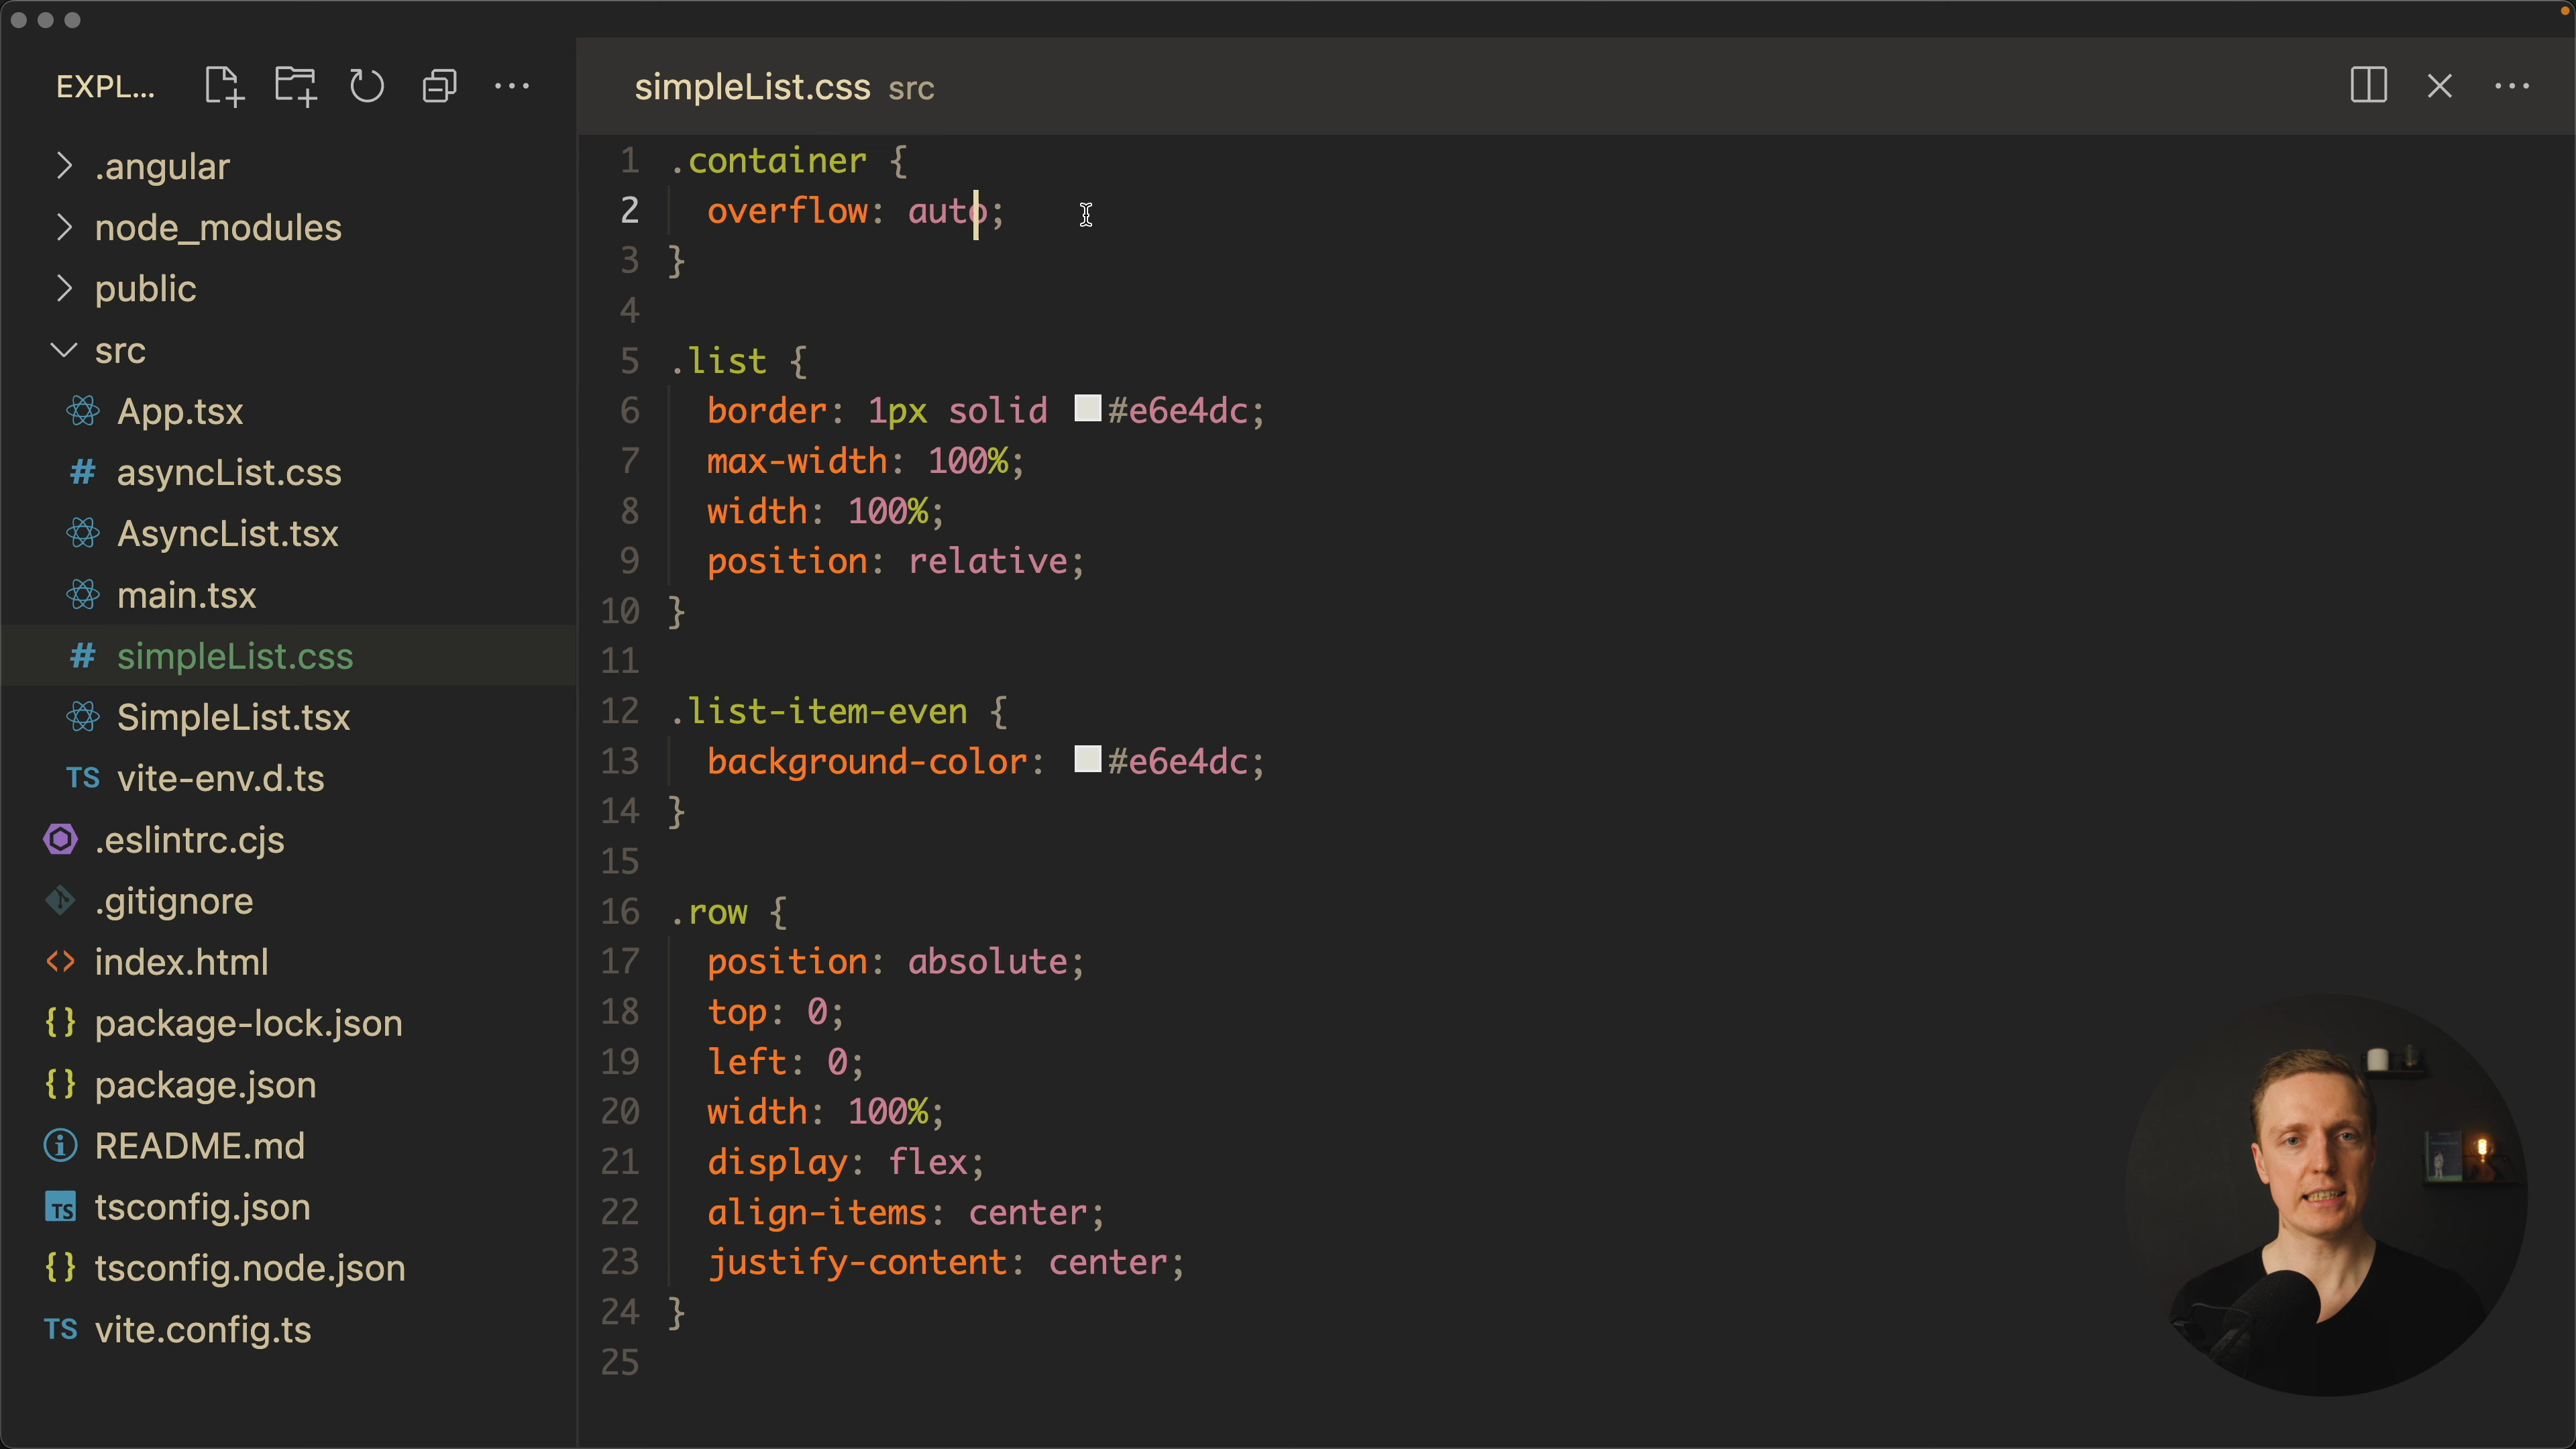 EXPL...
.angular
node_modules
public
src
App.tsx
# asyncList.css
AsyncList.tsx
main.tsx
# simpleList.css
SimpleList.tsx
TS vite-env.d.ts
.eslintrc.cjs
.gitignore
<> index.html
{} package-lock.json
{} package.json
README.md
TS tsconfig.json
{} tsconfig.node.json
TS vite.config.ts
simpleList.css src
1 .container {
2 overflow: auto;
3 }
4
5 .list {
6 border: 1px solid #e6e4dc;
7 max-width: 100%;
8 width: 100%;
9 position: relative;
10 }
11
12 .list-item-even {
13 background-color: #e6e4dc;
14 }
15
16 .row {
17 position: absolute;
18 top: 0;
19 left: 0;
20 width: 100%;
21 display: flex;
22 align-items: center;
23 justify-content: center;
24 }
25